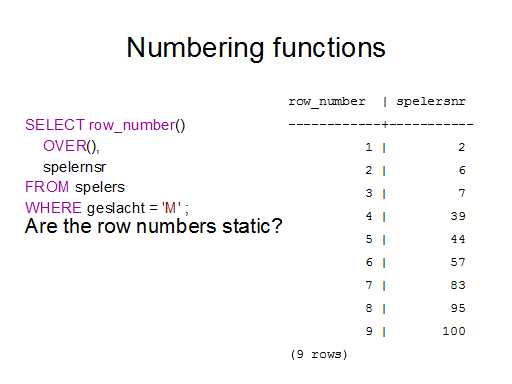 Numbering functions
SELECT row_number()
OVER(),
spelernsr
FROM spelers
WHERE geslacht = 'M' ;
Are the row numbers static?
row_number | spelersnr
------------+-----------
1 | 2
2 | 6
3 | 7
4 | 39
5 | 44
6 | 57
7 | 83
8 | 95
9 | 100
(9 rows)